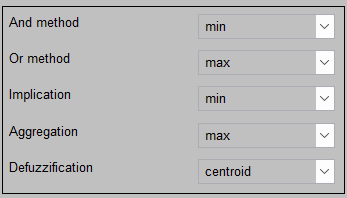 And method min
Or method max
Implication min
Aggregation max
Defuzzification centroid